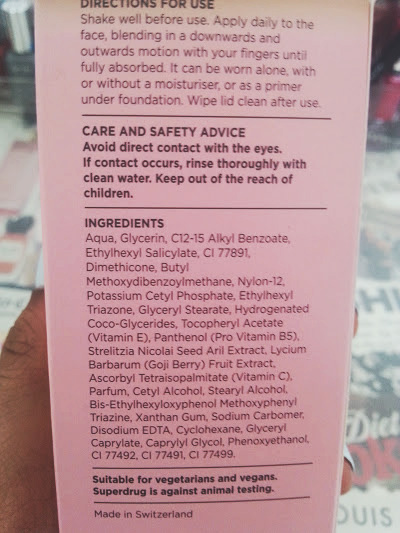 DIRECTIONS FOR USE
Shake well before use. Apply daily to the
face, blending in a downwards and
outwards motion with your fingers until
fully absorbed. It can be worn alone, with
or without a moisturiser, or as a primer
under foundation. Wipe lid clean after use.
CARE AND SAFETY ADVICE
Avoid direct contact with the eyes.
If contact occurs, rinse thoroughly with
clean water. Keep out of the reach of
children.
INGREDIENTS
Aqua, Glycerin, C12-15 Alkyl Benzoate,
Ethylhexyl Salicylate, CI 77891,
Dimethicone, Butyl
Methoxydibenzoylmethane, Nylon-12,
Potassium Cetyl Phosphate, Ethylhexyl
Triazone, Glyceryl Stearate, Hydrogenated
Coco-Glycerides, Tocopheryl Acetate
(Vitamin E), Panthenol (Pro Vitamin B5),
Strelitzia Nicolai Seed Aril Extract, Lycium
Barbarum (Goji Berry) Fruit Extract,
Ascorbyl Tetraisopalmitate (Vitamin C),
Parfum, Cetyl Alcohol, Stearyl Alcohol,
Bis-Ethylhexyloxyphenol Methoxyphenyl
Triazine, Xanthan Gum, Sodium Carbomer,
Disodium EDTA, Cyclohexane, Glyceryl
Caprylate, Caprylyl Glycol, Phenoxyethanol,
CI 77492, CI 77491, CI 77499.
Suitable for vegetarians and vegans.
Superdrug is against animal testing.
Made in Switzerland
Diet